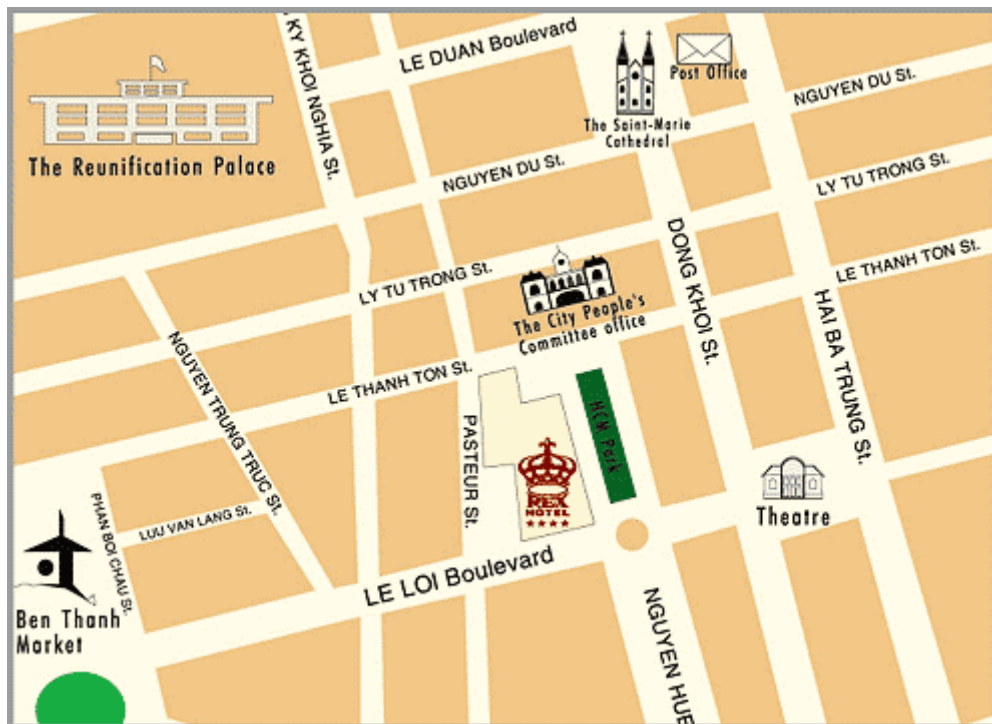 KY KHOI NGHIA St.
LE DUAN Boulevard
Post Office
The Saint-Marie
Cathedral
NGUYEN DU St.
The Reunification Palace
NGUYEN DU St.
LY TU TRONG St.
DONG KHOI St.
LE THANH TON St.
LY TU TRONG St.
The City People's
Committee office
HAI BA TRUNG St.
NGUYEN TRUNG TRUC St.
LE THANH TON St.
PASTEUR St.
HCM Park
REX
HOTEL
PHAN BOI CHAU St.
LUU VAN LANG St.
Theatre
LE LOI Boulevard
Ben Thanh
Market
NGUYEN HUE